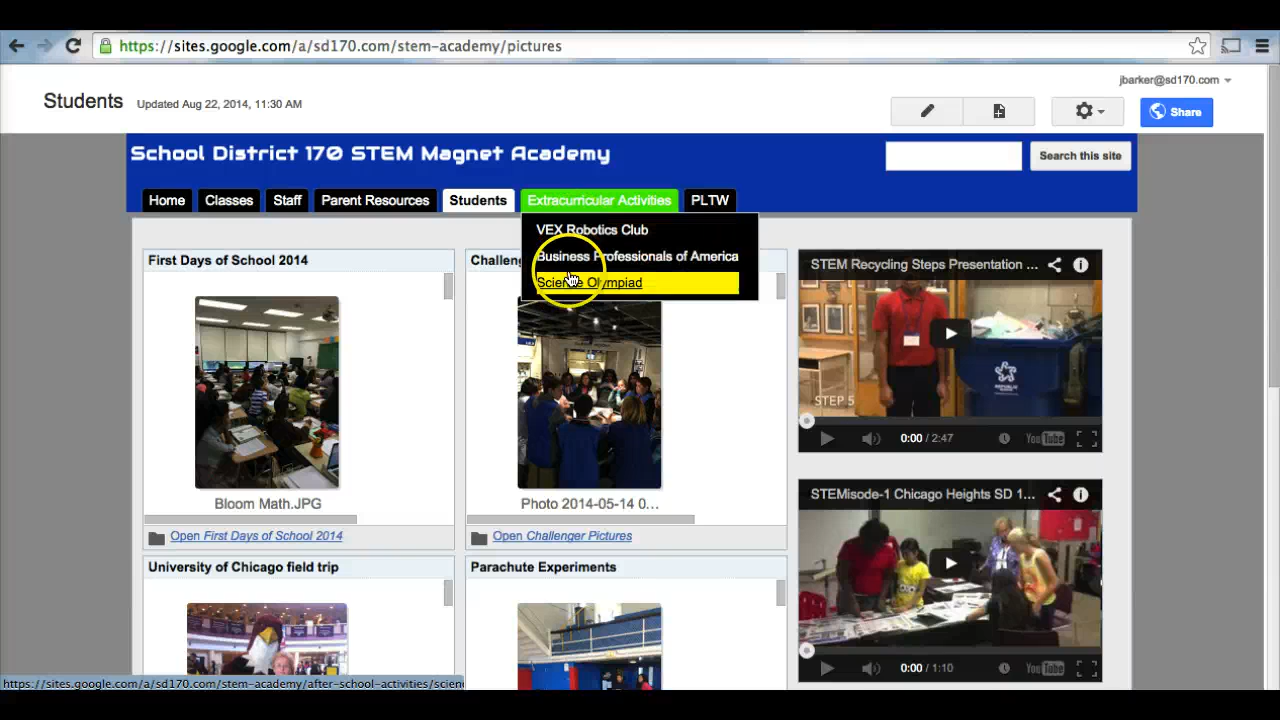 https://sites.google.com/a/sd170.com/stem-academy/pictures
jbarker@sd170.com
Students Updated Aug 22, 2014, 11:30 AM
Share
School District 170 STEM Magnet Academy
Search this site
Home Classes Staff Parent Resources Students Extracurricular Activities PLTW
VEX Robotics Club
Business Professionals of America
Science Olympiad
First Days of School 2014
Challen
STEM Recycling Steps Presentation ...
STEP 5
0:00 / 2:47 YouTube
Bloom Math.JPG
Photo 2014-05-14 0...
Open First Days of School 2014
Open Challenger Pictures
STEMisode-1 Chicago Heights SD 1...
University of Chicago field trip
Parachute Experiments
0:00 / 1:10 YouTube
https://sites.google.com/a/sd170.com/stem-academy/after-school-activities/scien